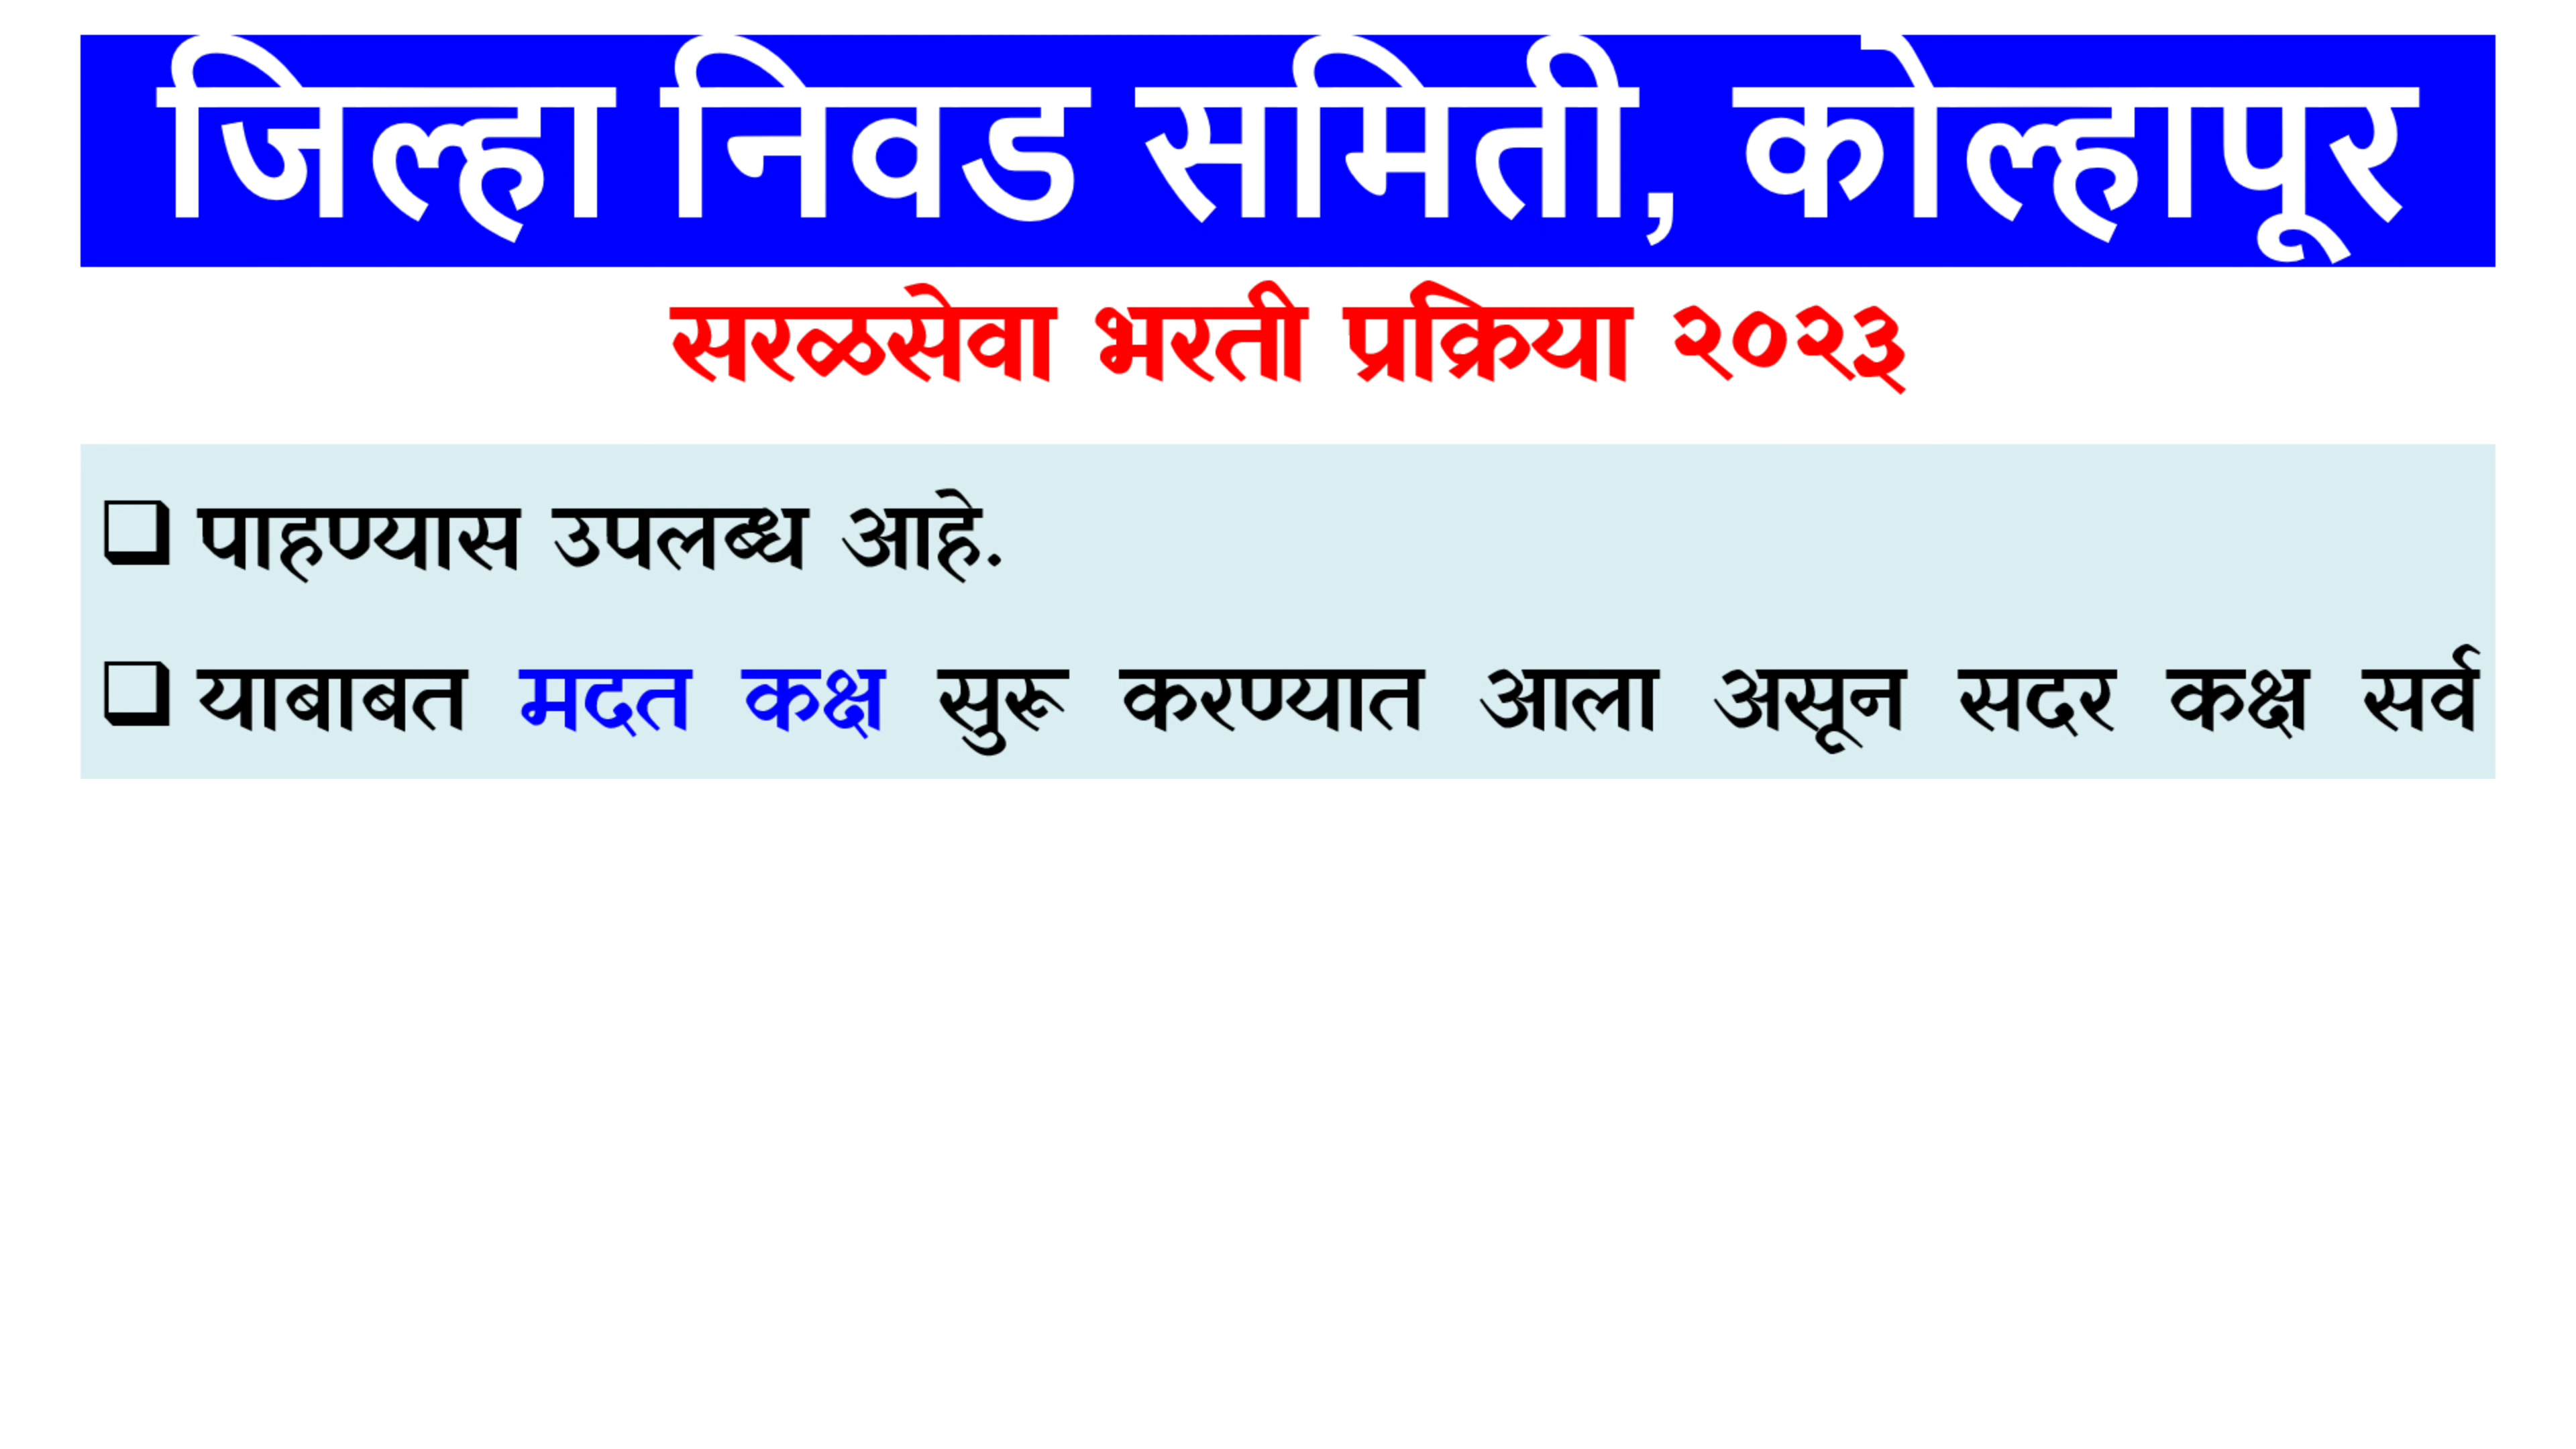 जिल्हा निवड समिती, कोल्हापूर
सरळसेवा भरती प्रक्रिया २०२३
पाहण्यास उपलब्ध आहे.
याबाबत मदत कक्ष सुरू करण्यात आला असून सदर कक्ष सर्व